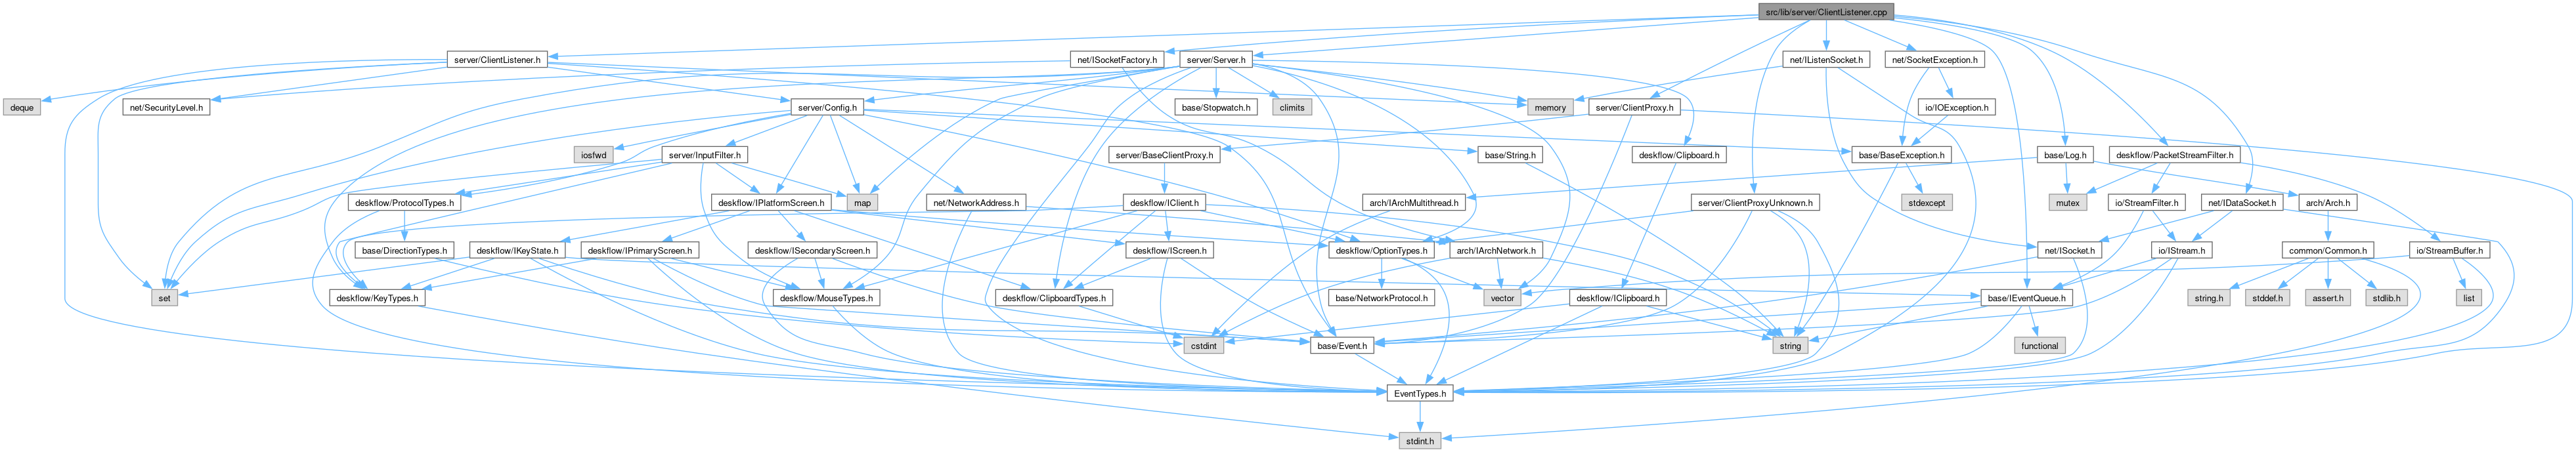 src/lib/server/ClientListener.cpp
server/ClientListener.h
net/ISocketFactory.h
server/Server.h
net/IListenSocket.h
net/SocketException.h
deque
net/SecurityLevel.h
server/Config.h
base/Stopwatch.h
climits
memory
server/ClientProxy.h
io/IOException.h
iosfwd
server/InputFilter.h
server/BaseClientProxy.h
base/String.h
deskflow/Clipboard.h
base/BaseException.h
base/Log.h
deskflow/PacketStreamFilter.h
deskflow/ProtocolTypes.h
deskflow/IPlatformScreen.h
map
net/NetworkAddress.h
deskflow/IClient.h
arch/IArchMultithread.h
server/ClientProxyUnknown.h
stdexcept
mutex
io/StreamFilter.h
net/IDataSocket.h
arch/Arch.h
base/DirectionTypes.h
deskflow/IKeyState.h
deskflow/IPrimaryScreen.h
deskflow/ISecondaryScreen.h
deskflow/IScreen.h
deskflow/OptionTypes.h
arch/IArchNetwork.h
net/ISocket.h
io/IStream.h
common/Common.h
io/StreamBuffer.h
set
deskflow/KeyTypes.h
deskflow/MouseTypes.h
deskflow/ClipboardTypes.h
base/NetworkProtocol.h
vector
deskflow/IClipboard.h
base/IEventQueue.h
string.h
stddef.h
assert.h
stdlib.h
list
cstdint
base/Event.h
string
functional
EventTypes.h
stdint.h